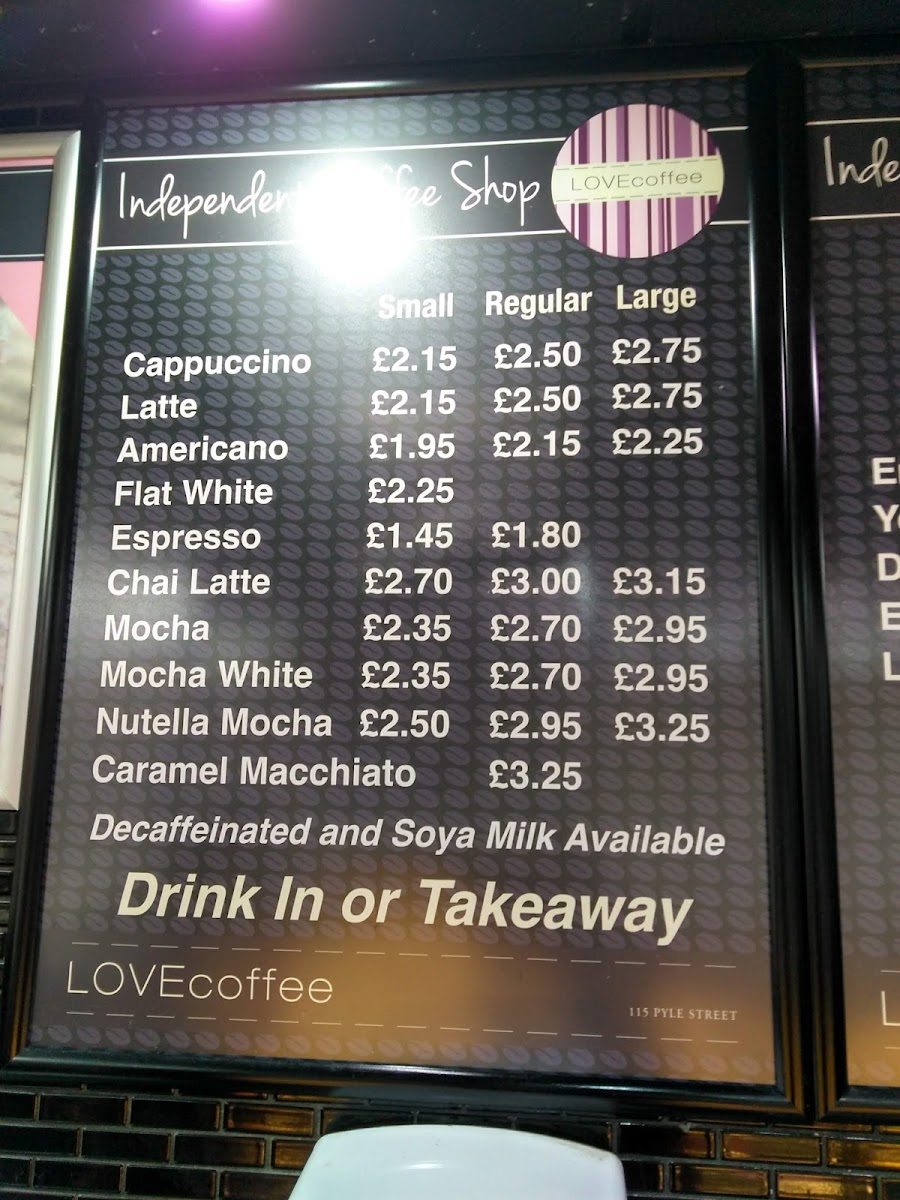 Independent Coffee Shop
LOVEcoffee
Small Regular Large
Cappuccino £2.15 £2.50 £2.75
Latte £2.15 £2.50 £2.75
Americano £1.95 £2.15 £2.25
Flat White £2.25
Espresso £1.45 £1.80
Chai Latte £2.70 £3.00 £3.15
Mocha £2.35 £2.70 £2.95
Mocha White £2.35 £2.70 £2.95
Nutella Mocha £2.50 £2.95 £3.25
Caramel Macchiato £3.25
Decaffeinated and Soya Milk Available
Drink In or Takeaway
LOVEcoffee
115 PYLE STREET